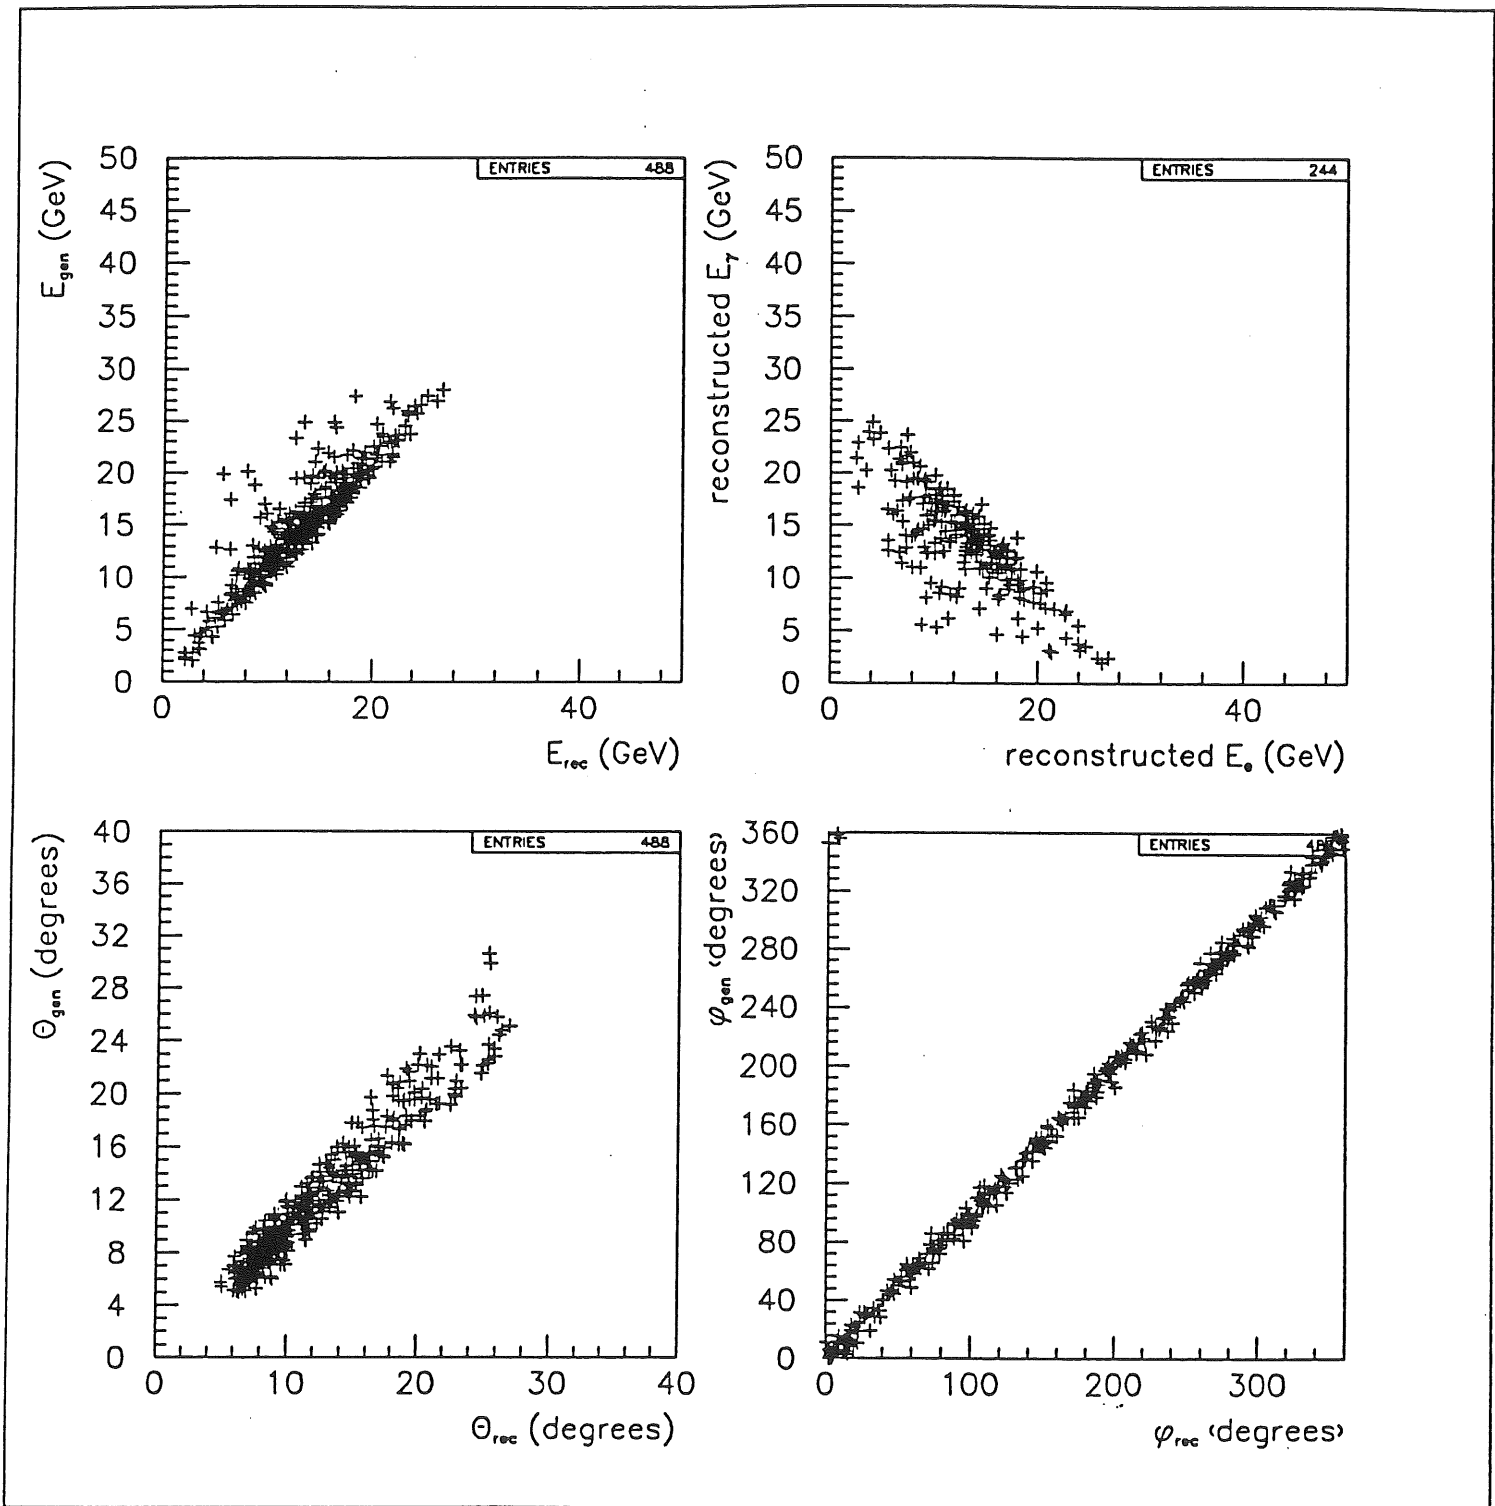 E_gen (GeV)
50
45
40
35
30
25
20
15
10
5
0
ENTRIES 488
0 20 40
E_rec (GeV)
reconstructed E_γ (GeV)
50
45
40
35
30
25
20
15
10
5
0
ENTRIES 244
0 20 40
reconstructed E_e (GeV)
Θ_gen (degrees)
40
36
32
28
24
20
16
12
8
4
0
ENTRIES 488
0 10 20 30 40
Θ_rec (degrees)
φ_gen (degrees)
360
320
280
240
200
160
120
80
40
0
ENTRIES
0 100 200 300
φ_rec (degrees)